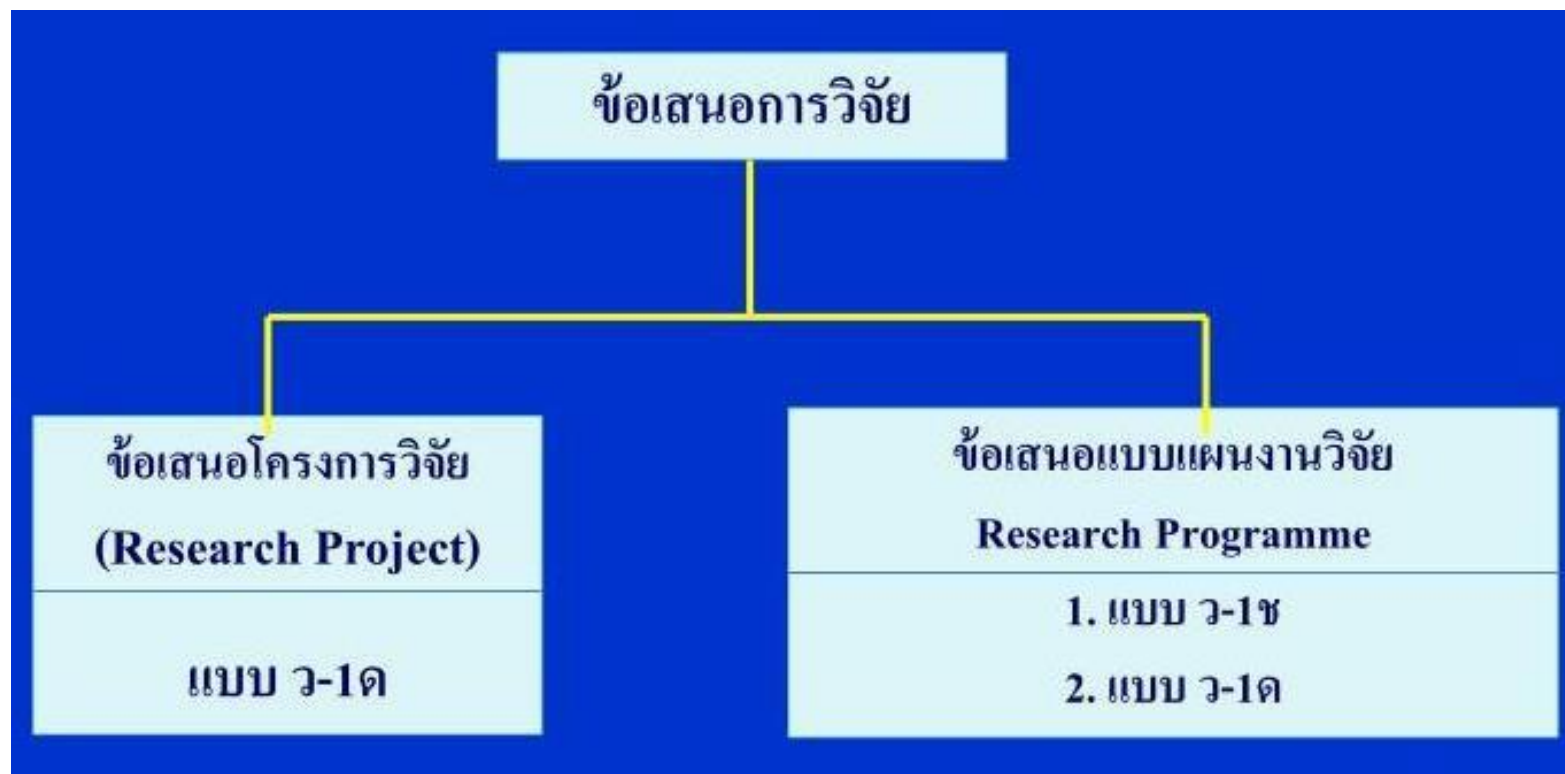 ข้อเสนอการวิจัย
ข้อเสนอโครงการวิจัย
(Research Project)
แบบ ว-1ด
ข้อเสนอแบบแผนงานวิจัย
Research Programme
1. แบบ ว-1ช
2. แบบ ว-1ด